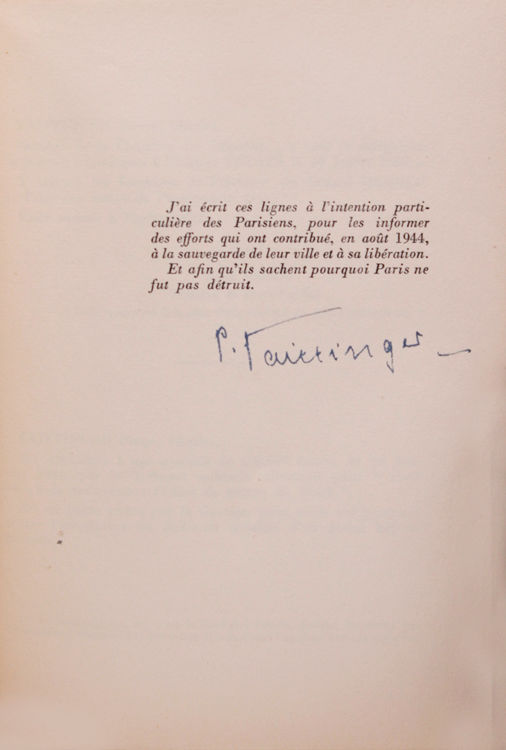 J'ai écrit ces lignes à l'intention parti-
culière des Parisiens, pour les informer
des efforts qui ont contribué, en août 1944,
à la sauvegarde de leur ville et à sa libération.
Et afin qu'ils sachent pourquoi Paris ne
fut pas détruit.
P. Taittinger